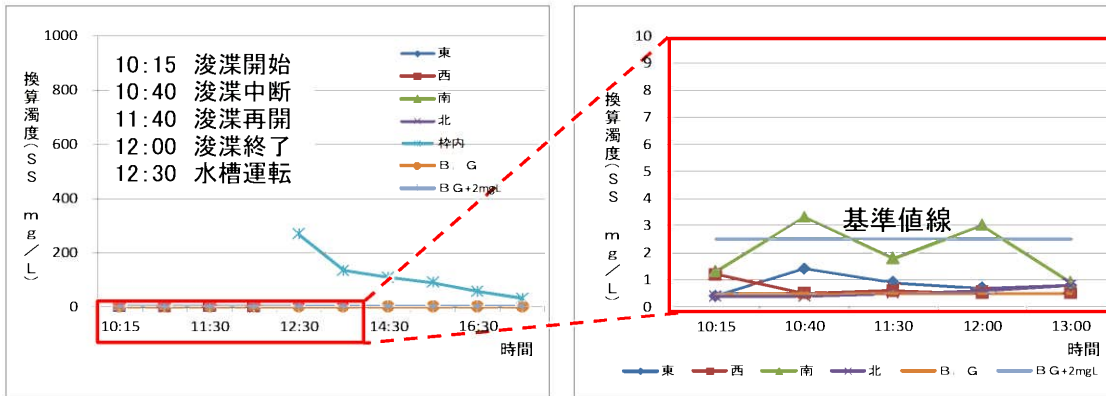 1000
800
600
400
200
0
換算濁度(SS mg/L)
10:15 浚渫開始
10:40 浚渫中断
11:40 浚渫再開
12:00 浚渫終了
12:30 水槽運転
東
西
南
北
枠内
B.G
BG+2mgL
10:15 11:30 12:30 14:30 16:30
時間
10
9
8
7
6
5
4
3
2
1
0
換算濁度(SS mg/L)
基準値線
10:15 10:40 11:30 12:00 13:00
時間
東 西 南 北 B.G BG+2mgL